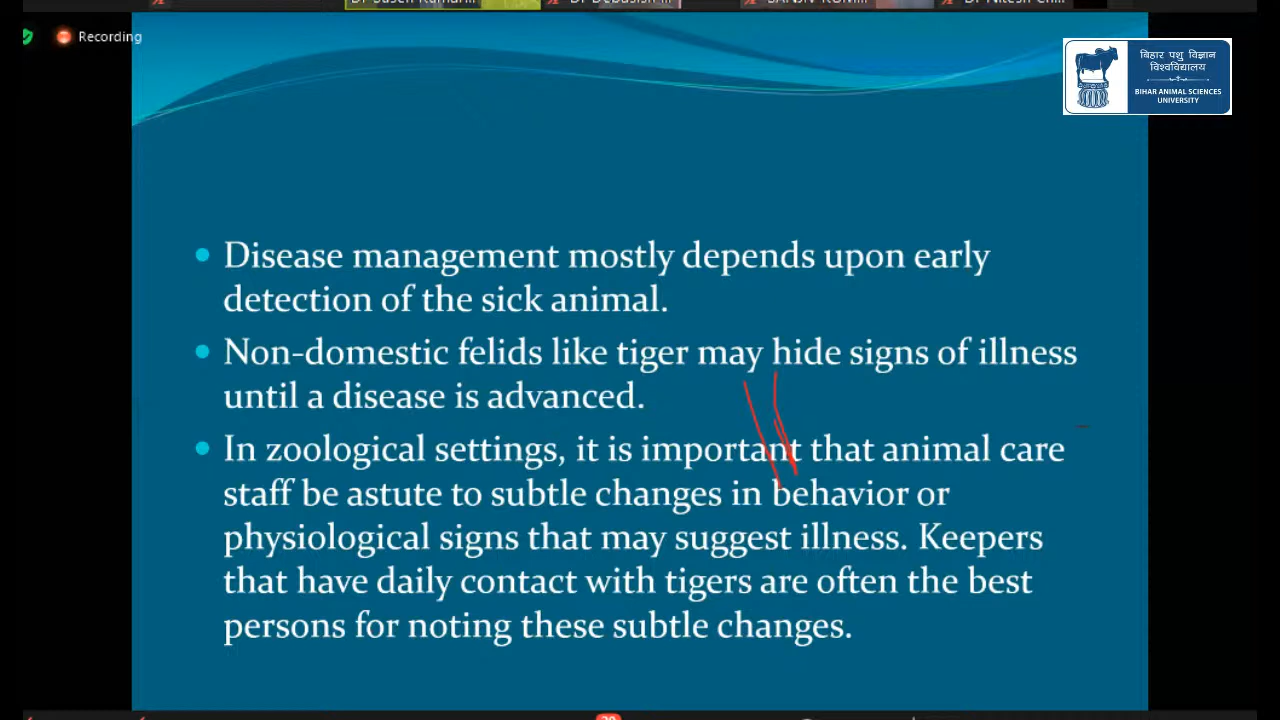 Recording
बिहार पशु विज्ञान
विश्वविद्यालय
BIHAR ANIMAL SCIENCES
UNIVERSITY
Disease management mostly depends upon early
detection of the sick animal.
Non-domestic felids like tiger may hide signs of illness
until a disease is advanced.
In zoological settings, it is important that animal care
staff be astute to subtle changes in behavior or
physiological signs that may suggest illness. Keepers
that have daily contact with tigers are often the best
persons for noting these subtle changes.